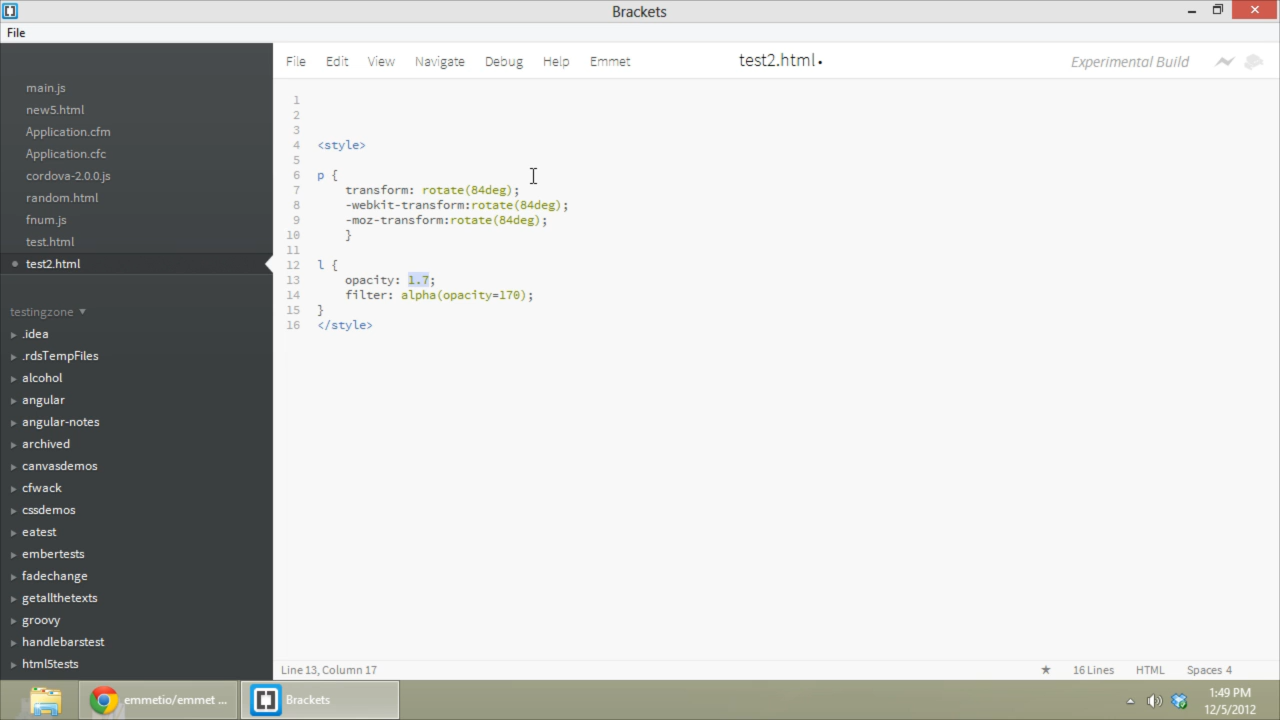 Brackets
File
File Edit View Navigate Debug Help Emmet
test2.html •
Experimental Build
main.js
new5.html
Application.cfm
Application.cfc
cordova-2.0.0.js
random.html
fnum.js
test.html
test2.html
testingzone
.idea
.rdsTempFiles
alcohol
angular
angular-notes
archived
canvasdemos
cfwack
cssdemos
eatest
embertests
fadechange
getallthetexts
groovy
handlebarstest
html5tests
1
2
3
4 <style>
5
6 p {
7 transform: rotate(84deg);
8 -webkit-transform:rotate(84deg);
9 -moz-transform:rotate(84deg);
10 }
11
12 l {
13 opacity: 1.7;
14 filter: alpha(opacity=170);
15 }
16 </style>
Line 13, Column 17
16 Lines HTML Spaces 4
emmetio/emmet ...
Brackets
1:49 PM
12/5/2012